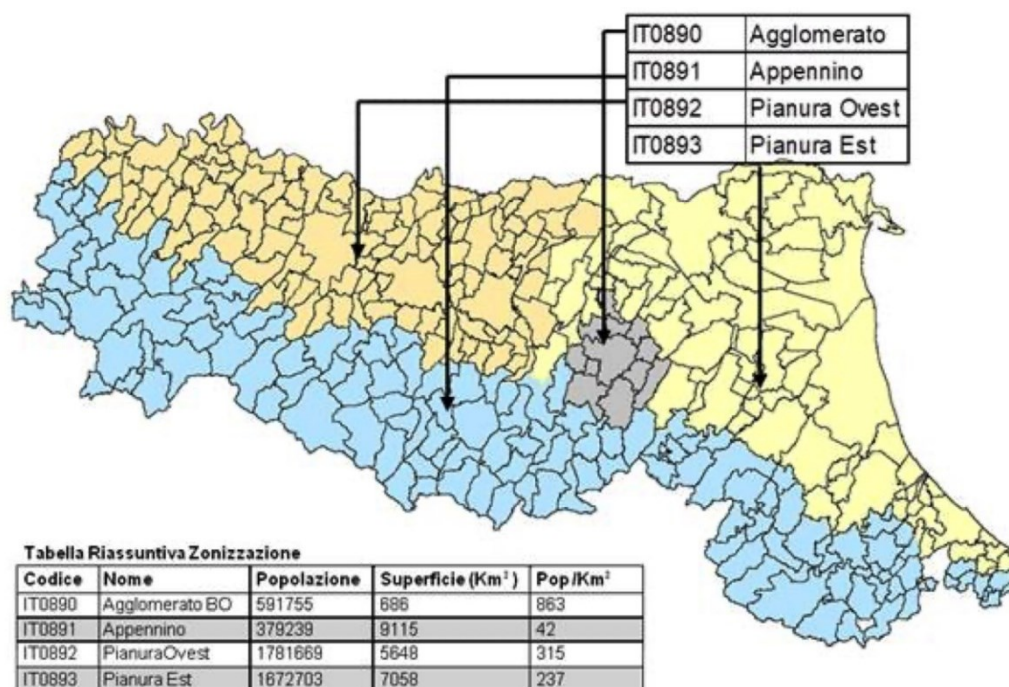 IT0890 Agglomerato
IT0891 Appennino
IT0892 Pianura Ovest
IT0893 Pianura Est
Tabella Riassuntiva Zonizzazione
Codice Nome Popolazione Superficie (Km²) Pop/Km²
IT0890 Agglomerato BO 591755 686 863
IT0891 Appennino 379239 9115 42
IT0892 PianuraOvest 1781669 5648 315
IT0893 Pianura Est 1672703 7058 237